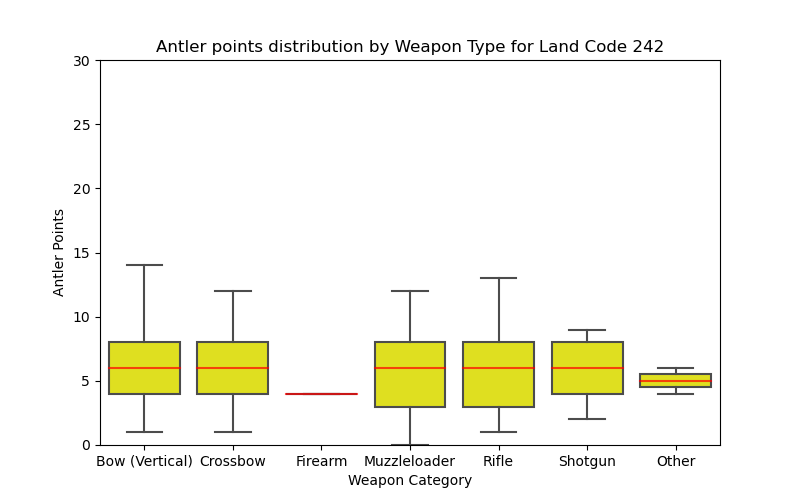 Antler points distribution by Weapon Type for Land Code 242
30
25
20
15
10
5
0
Antler Points
Bow (Vertical) Crossbow Firearm Muzzleloader Rifle Shotgun Other
Weapon Category